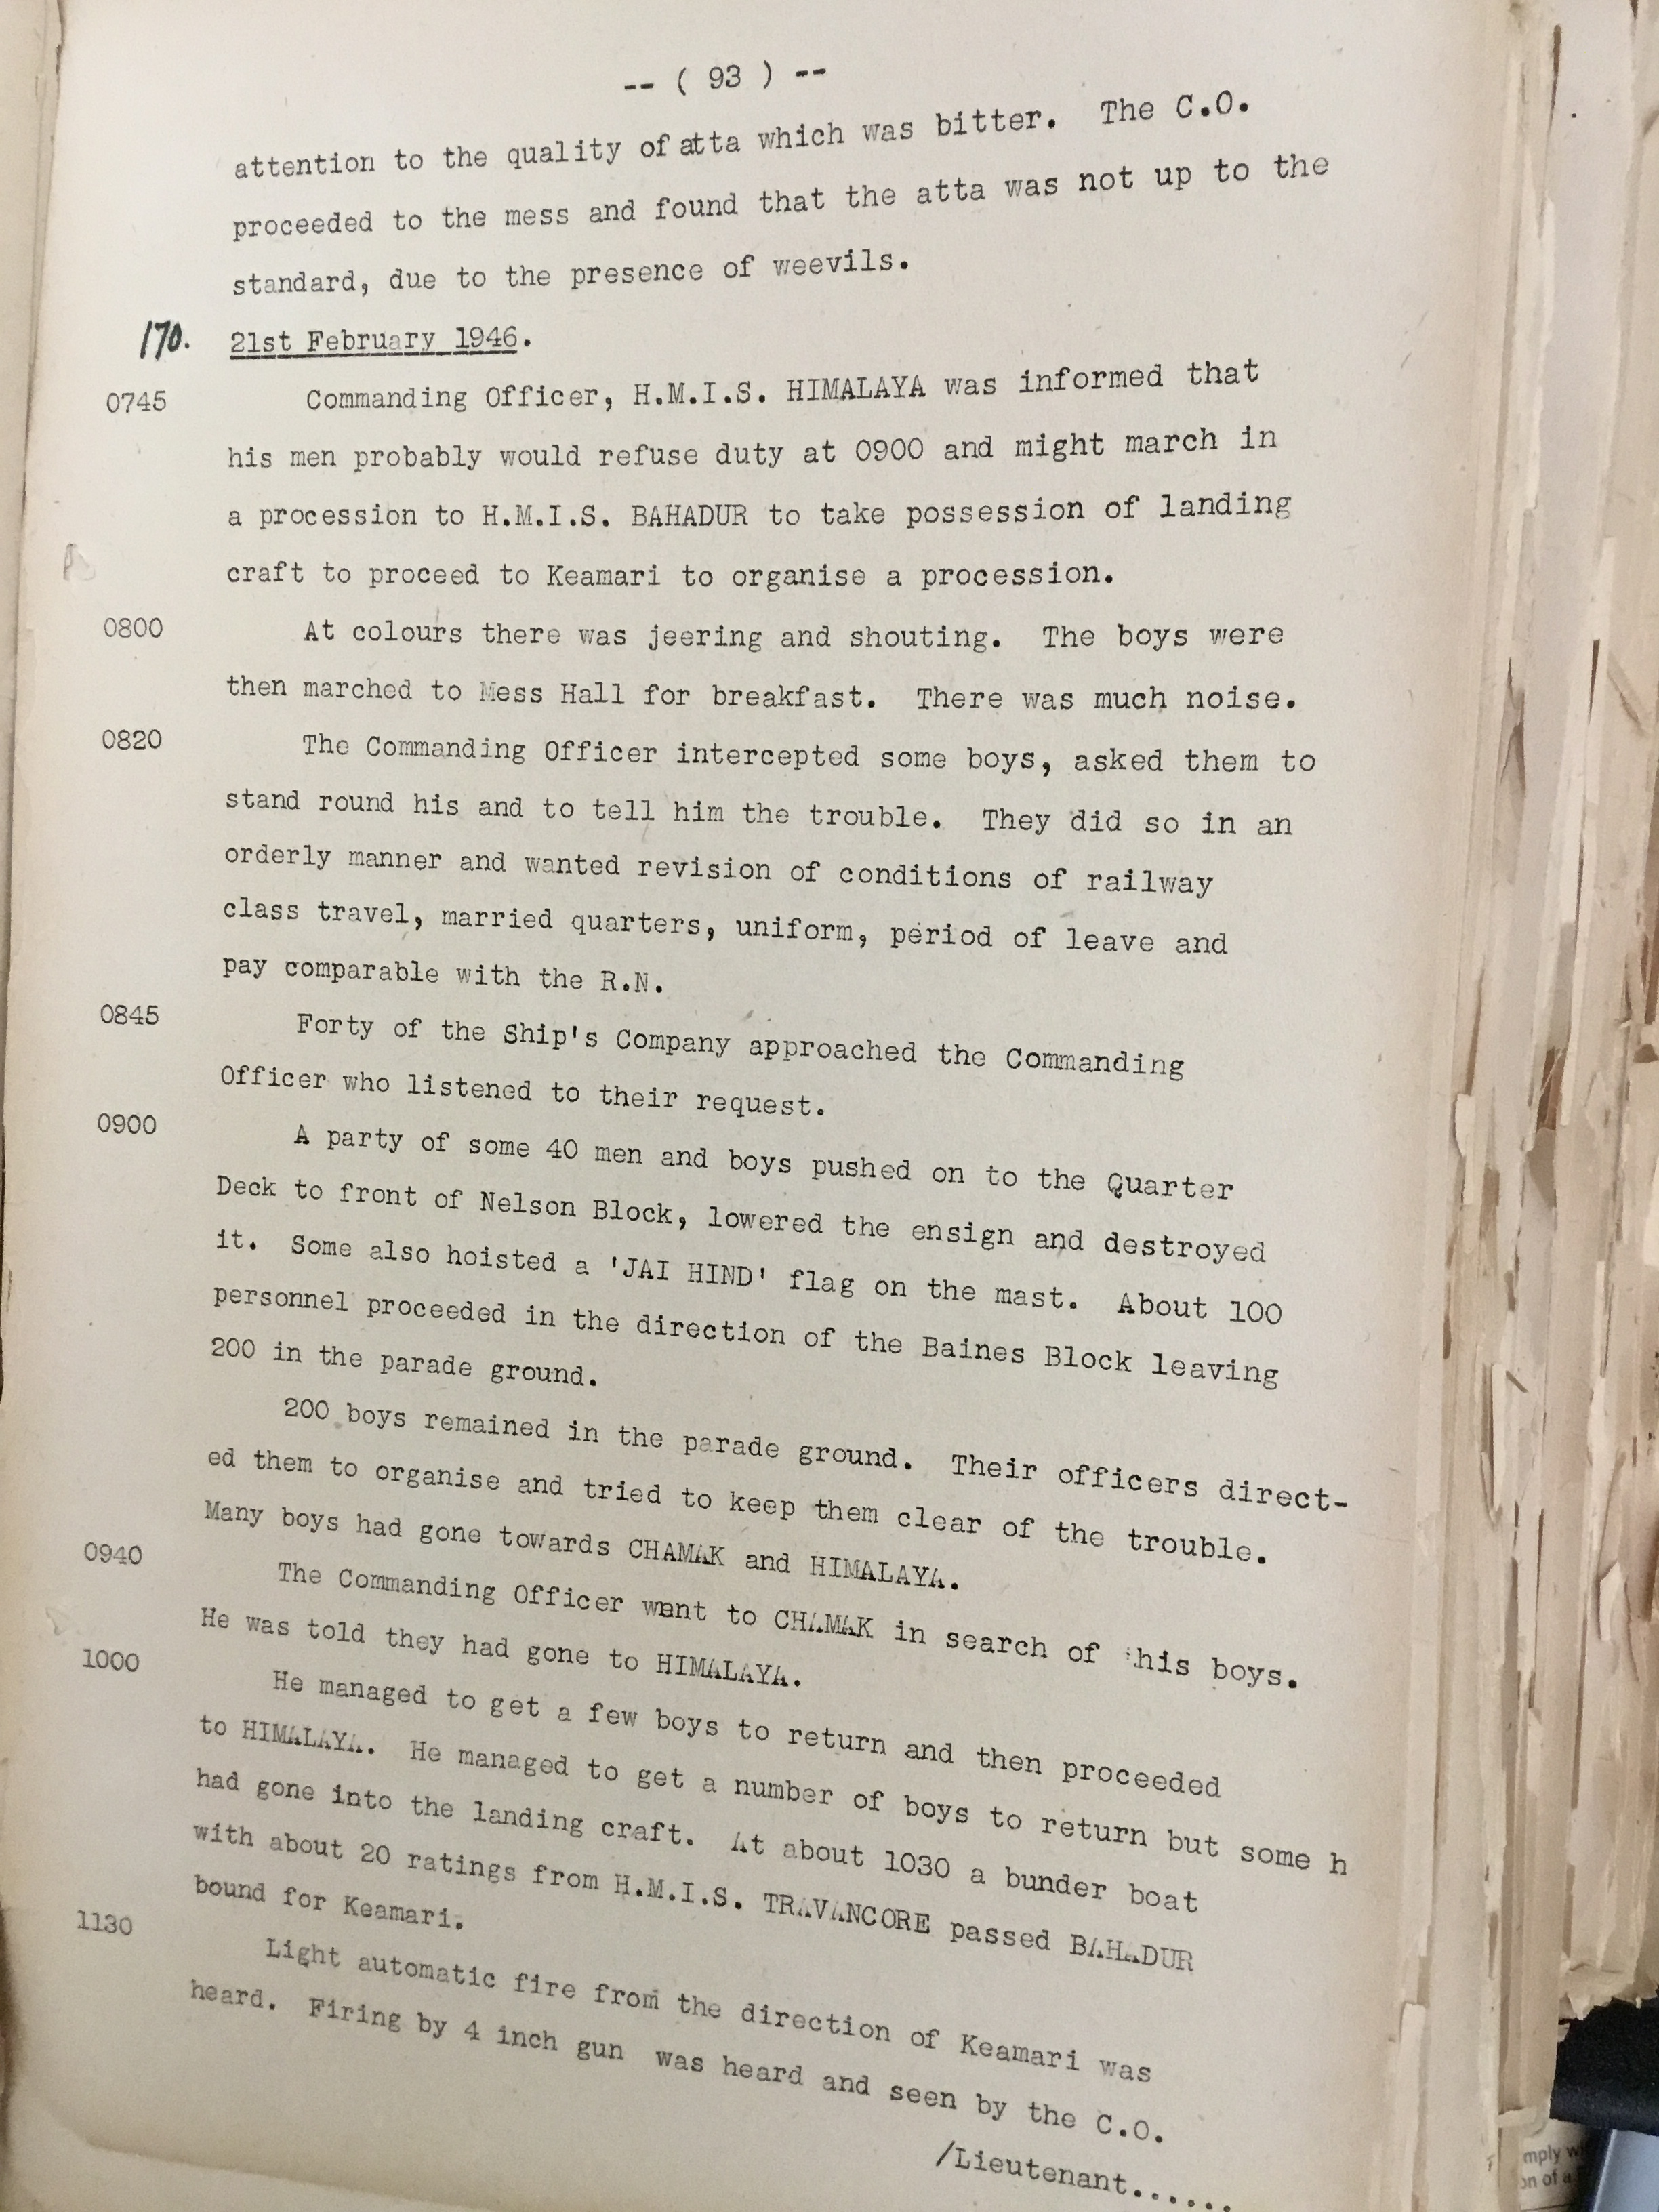 -- ( 93 ) --
attention to the quality of atta which was bitter. The C.O.
proceeded to the mess and found that the atta was not up to the
standard, due to the presence of weevils.
170. 21st February 1946.
0745 Commanding Officer, H.M.I.S. HIMALAYA was informed that
his men probably would refuse duty at 0900 and might march in
a procession to H.M.I.S. BAHADUR to take possession of landing
craft to proceed to Keamari to organise a procession.
0800 At colours there was jeering and shouting. The boys were
then marched to Mess Hall for breakfast. There was much noise.
0820 The Commanding Officer intercepted some boys, asked them to
stand round his and to tell him the trouble. They did so in an
orderly manner and wanted revision of conditions of railway
class travel, married quarters, uniform, period of leave and
pay comparable with the R.N.
0845 Forty of the Ship's Company approached the Commanding
Officer who listened to their request.
0900 A party of some 40 men and boys pushed on to the Quarter
Deck to front of Nelson Block, lowered the ensign and destroyed
it. Some also hoisted a 'JAI HIND' flag on the mast. About 100
personnel proceeded in the direction of the Baines Block leaving
200 in the parade ground.
200 boys remained in the parade ground. Their officers direct-
ed them to organise and tried to keep them clear of the trouble.
Many boys had gone towards CHAMAK and HIMALAYA.
0940 The Commanding Officer went to CHAMAK in search of his boys.
He was told they had gone to HIMALAYA.
1000 He managed to get a few boys to return and then proceeded
to HIMALAYA. He managed to get a number of boys to return but some h
had gone into the landing craft. At about 1030 a bunder boat
with about 20 ratings from H.M.I.S. TRAVANCORE passed BAHADUR
bound for Keamari.
1130 Light automatic fire from the direction of Keamari was
heard. Firing by 4 inch gun was heard and seen by the C.O.
/Lieutenant......